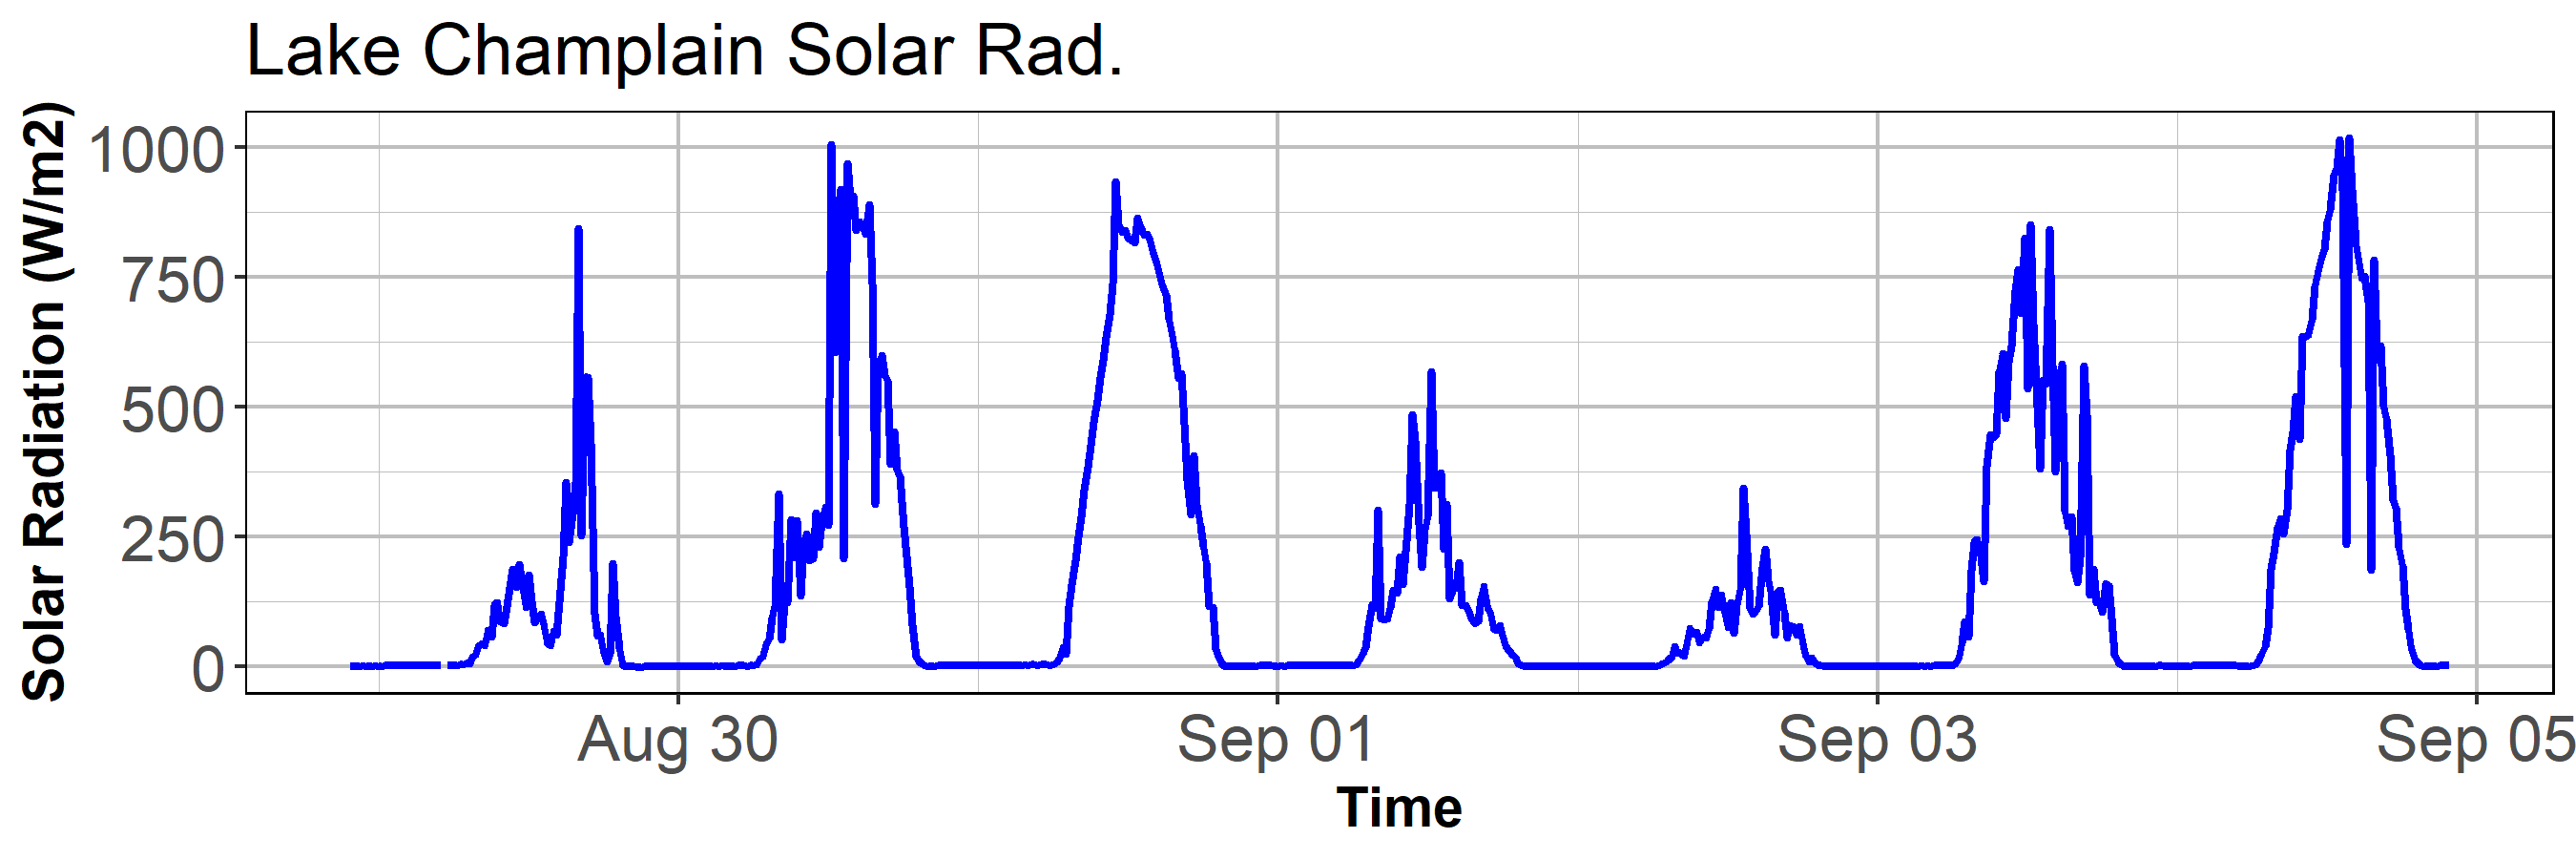 Lake Champlain Solar Rad.
Solar Radiation (W/m2)
1000
750
500
250
0
Aug 30 Sep 01 Sep 03 Sep 05
Time